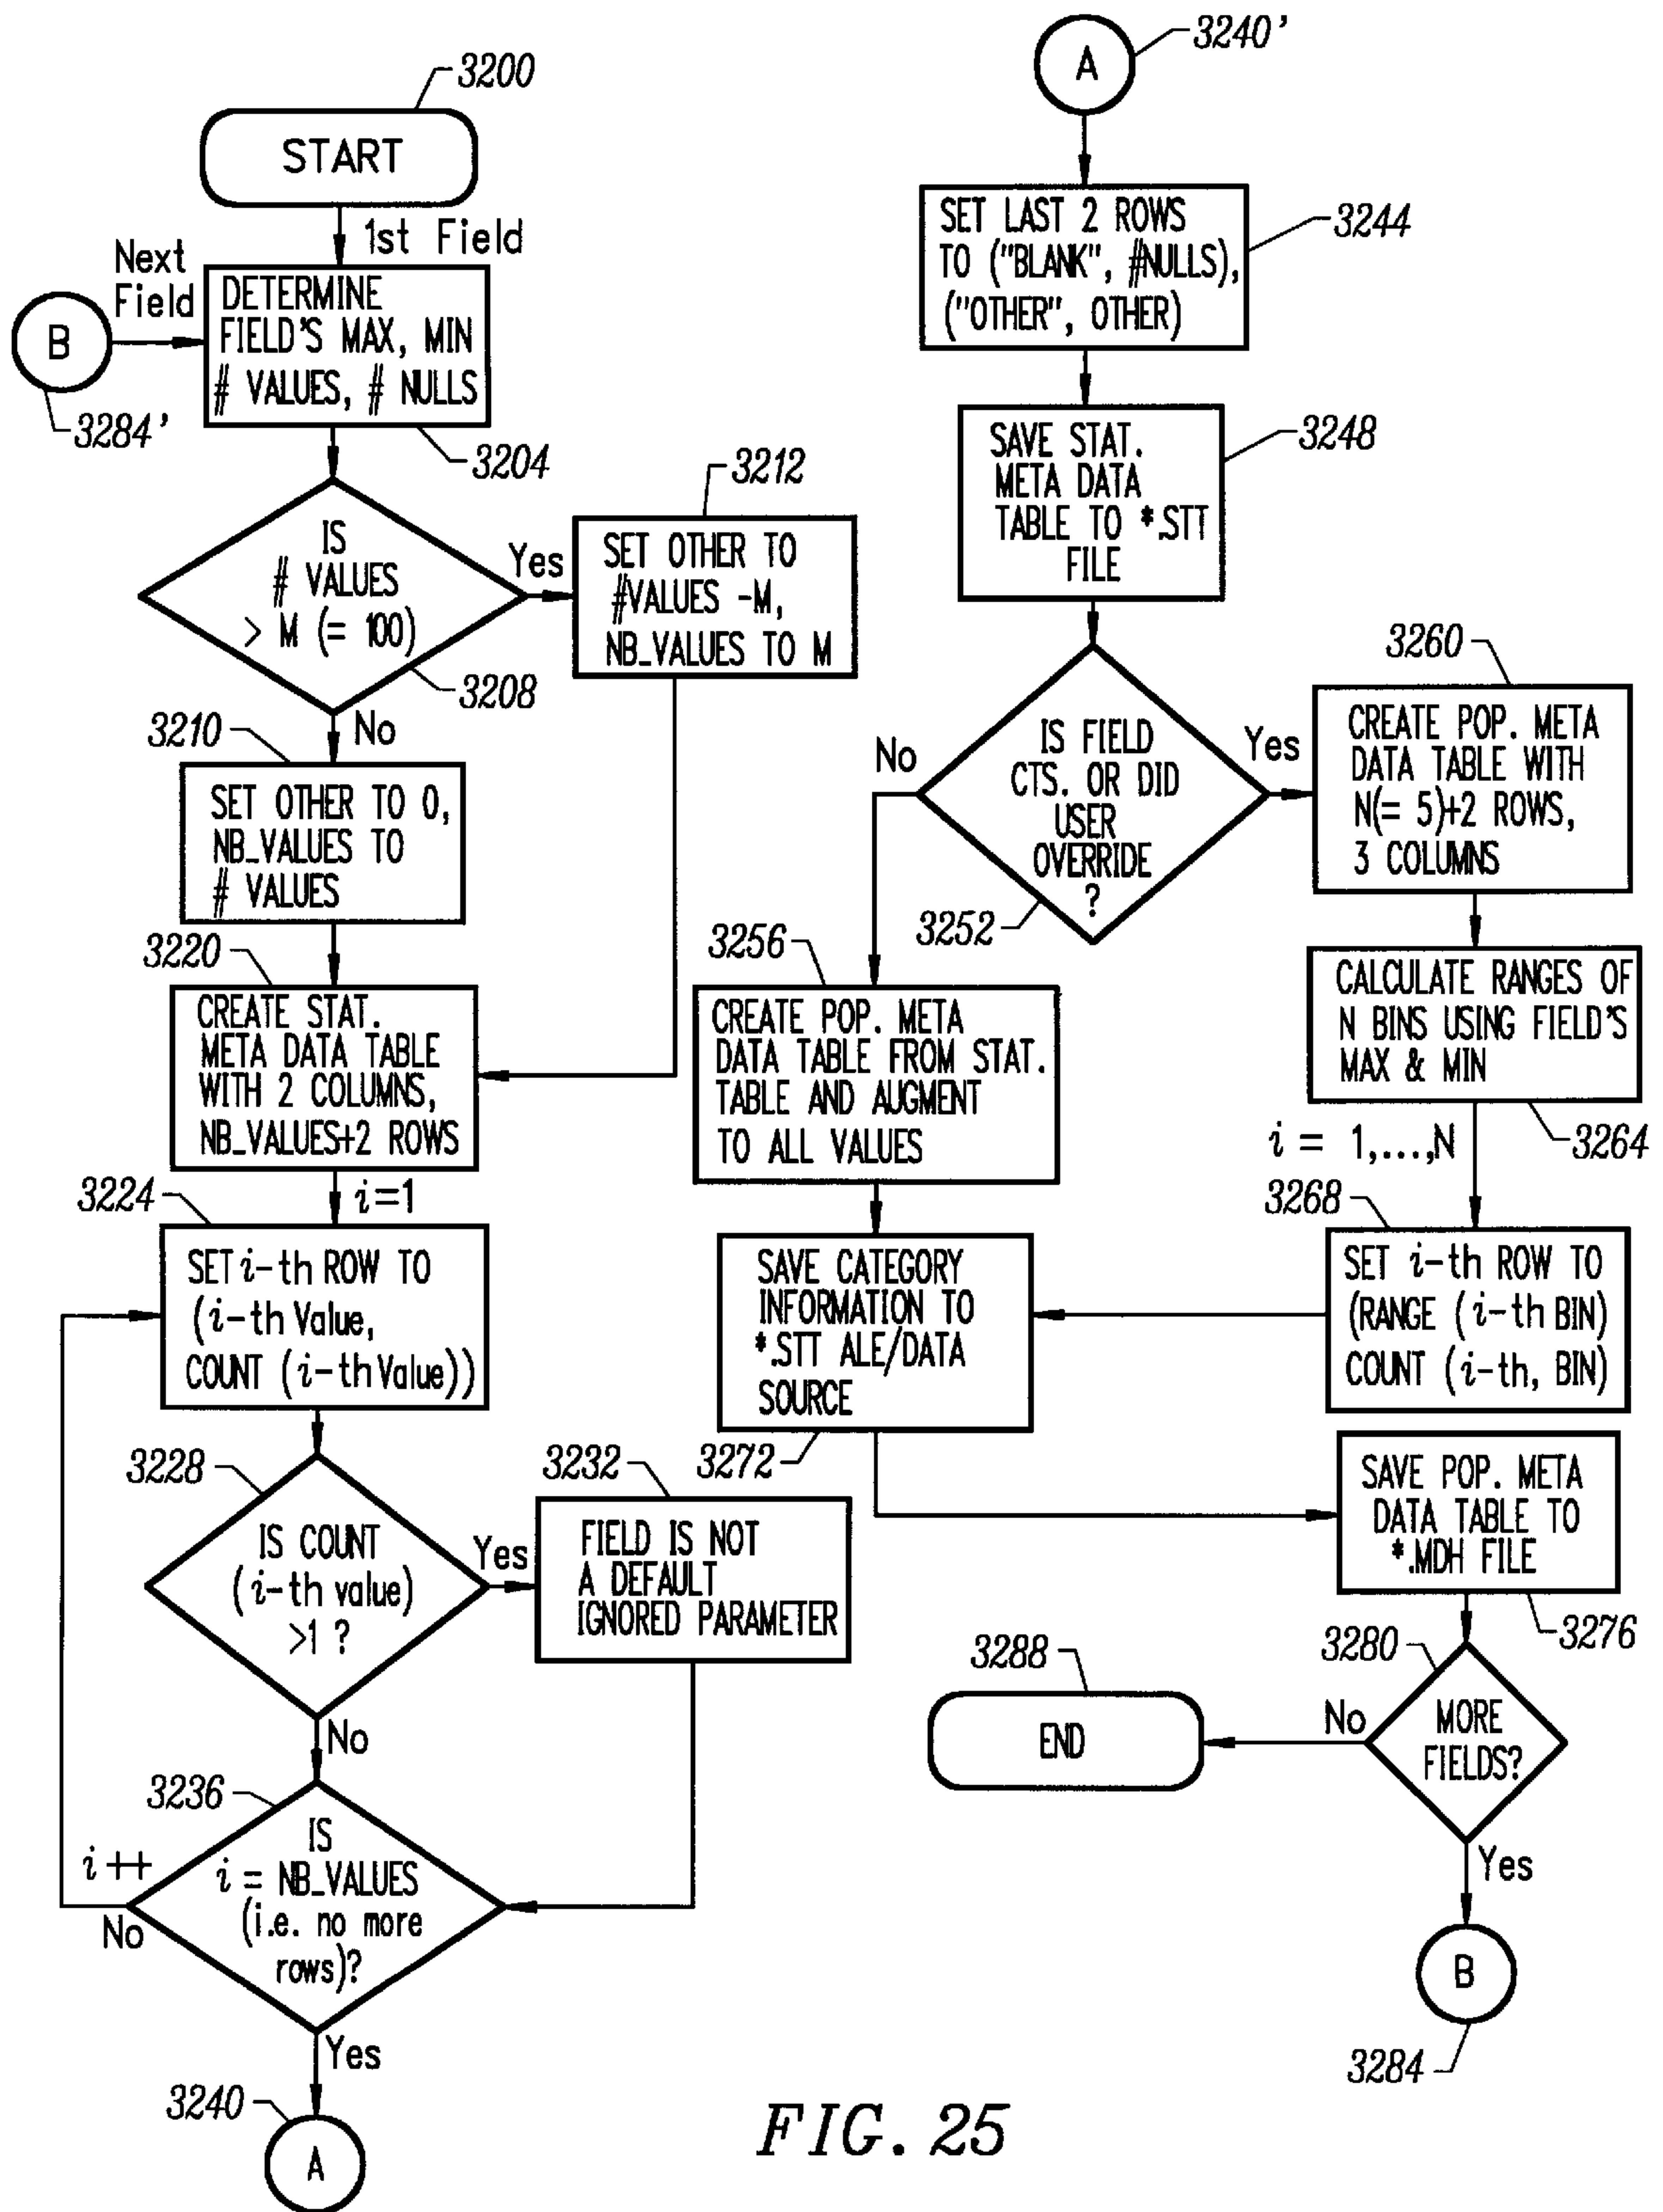 3200
START
1st Field
Next
Field
B
3284'
DETERMINE
FIELD'S MAX, MIN
# VALUES, # NULLS
3204
IS
# VALUES
> M (= 100)
3208
Yes
3212
SET OTHER TO
#VALUES -M,
NB_VALUES TO M
No
3210
SET OTHER TO 0,
NB_VALUES TO
# VALUES
3220
CREATE STAT.
META DATA TABLE
WITH 2 COLUMNS,
NB_VALUES+2 ROWS
i=1
3224
SET i-th ROW TO
(i-th Value,
COUNT (i-th Value))
3228
IS COUNT
(i-th value)
>1 ?
Yes
3232
FIELD IS NOT
A DEFAULT
IGNORED PARAMETER
No
3236
IS
i = NB_VALUES
(i.e. no more
rows)?
i ++
No
Yes
3240
A
A
3240'
SET LAST 2 ROWS
TO ("BLANK", #NULLS),
("OTHER", OTHER)
3244
SAVE STAT.
META DATA
TABLE TO *.STT
FILE
3248
IS FIELD
CTS. OR DID
USER
OVERRIDE
?
3252
No
Yes
3256
CREATE POP. META
DATA TABLE FROM STAT.
TABLE AND AUGMENT
TO ALL VALUES
3260
CREATE POP. META
DATA TABLE WITH
N(= 5)+2 ROWS,
3 COLUMNS
CALCULATE RANGES OF
N BINS USING FIELD'S
MAX & MIN
3264
i = 1,...,N
3268
SET i-th ROW TO
(RANGE (i-th BIN)
COUNT (i-th, BIN)
SAVE CATEGORY
INFORMATION TO
*.STT ALE/DATA
SOURCE
3272
SAVE POP. META
DATA TABLE TO
*.MDH FILE
3276
3280
MORE
FIELDS?
No
3288
END
Yes
B
3284
FIG. 25